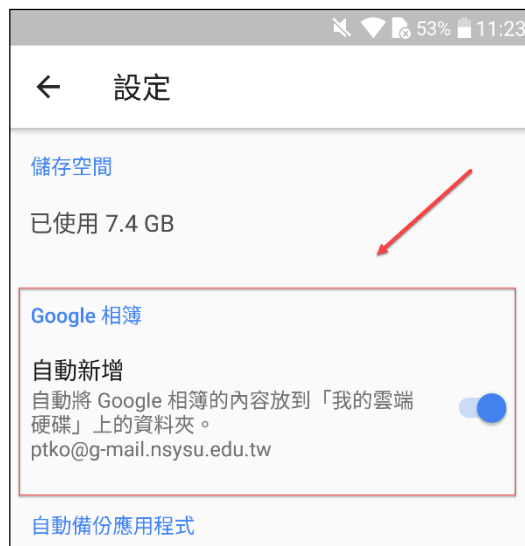 53% 11:23
設定
儲存空間
已使用 7.4 GB
Google 相簿
自動新增
自動將 Google 相簿的內容放到「我的雲端
硬碟」上的資料夾。
ptko@g-mail.nsysu.edu.tw
自動備份應用程式